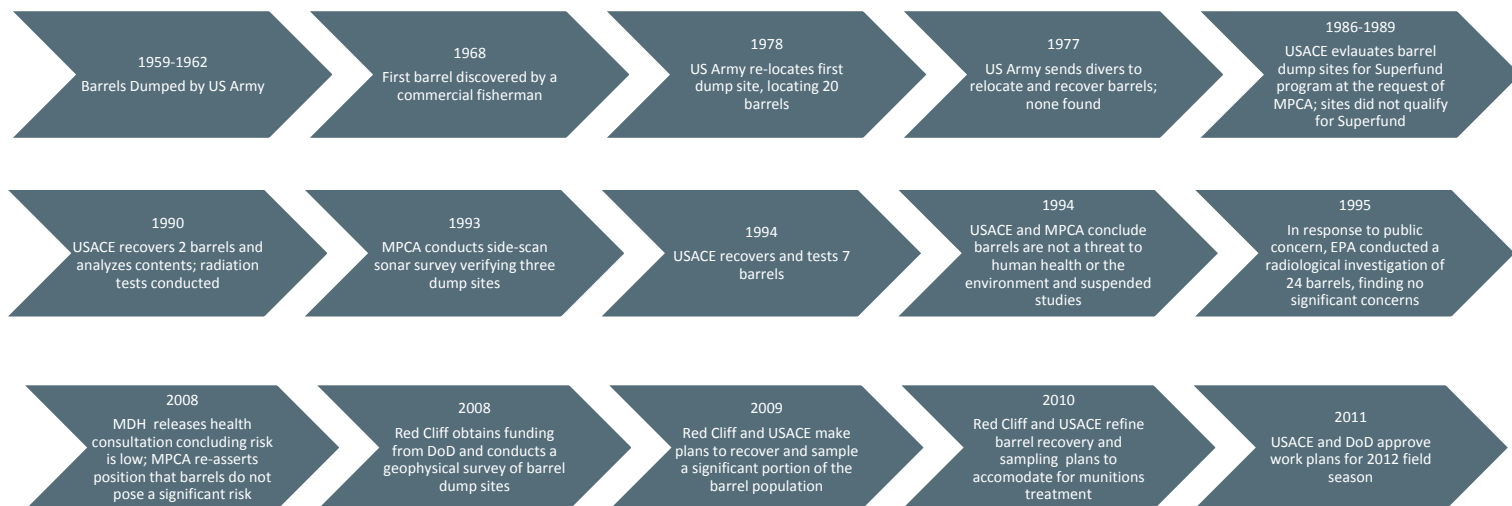 1959-1962
Barrels Dumped by US Army
1968
First barrel discovered by a
commercial fisherman
1978
US Army re-locates first
dump site, locating 20
barrels
1977
US Army sends divers to
relocate and recover barrels;
none found
1986-1989
USACE evlauates barrel
dump sites for Superfund
program at the request of
MPCA; sites did not qualify
for Superfund
1990
USACE recovers 2 barrels and
analyzes contents; radiation
tests conducted
1993
MPCA conducts side-scan
sonar survey verifying three
dump sites
1994
USACE recovers and tests 7
barrels
1994
USACE and MPCA conclude
barrels are not a threat to
human health or the
environment and suspended
studies
1995
In response to public
concern, EPA conducted a
radiological investigation of
24 barrels, finding no
significant concerns
2008
MDH releases health
consultation concluding risk
is low; MPCA re-asserts
position that barrels do not
pose a significant risk
2008
Red Cliff obtains funding
from DoD and conducts a
geophysical survey of barrel
dump sites
2009
Red Cliff and USACE make
plans to recover and sample
a significant portion of the
barrel population
2010
Red Cliff and USACE refine
barrel recovery and
sampling plans to
accomodate for munitions
treatment
2011
USACE and DoD approve
work plans for 2012 field
season